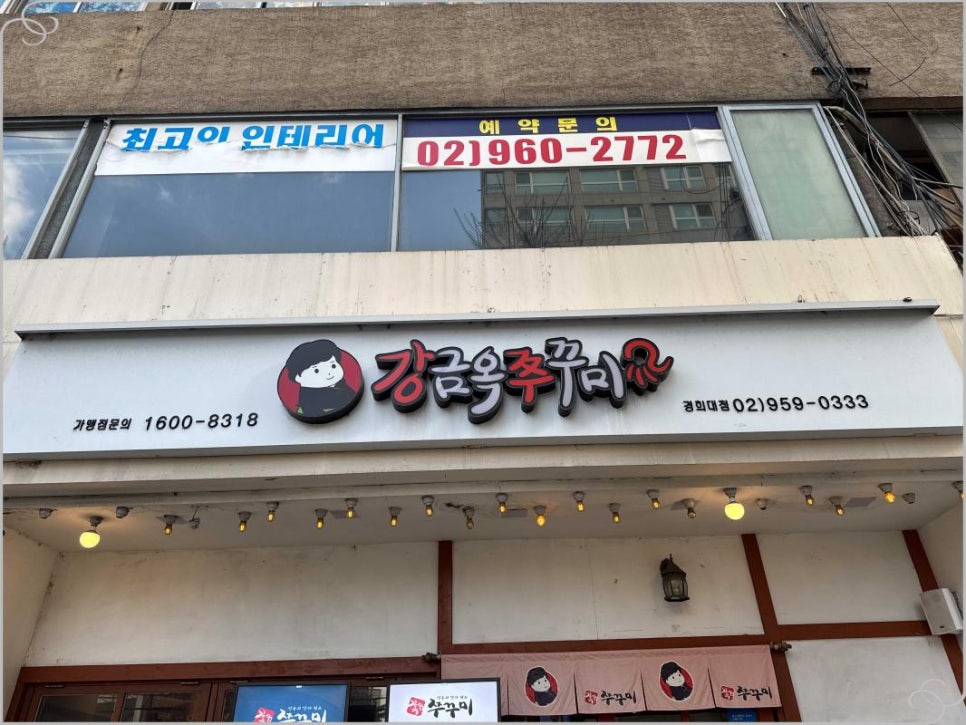 최고의 인테리어
예약문의
02)960-2772
강금옥쭈꾸미
가맹점문의 1600-8318
경희대점02)959-0333
쭈꾸미
쭈꾸미
쭈꾸미